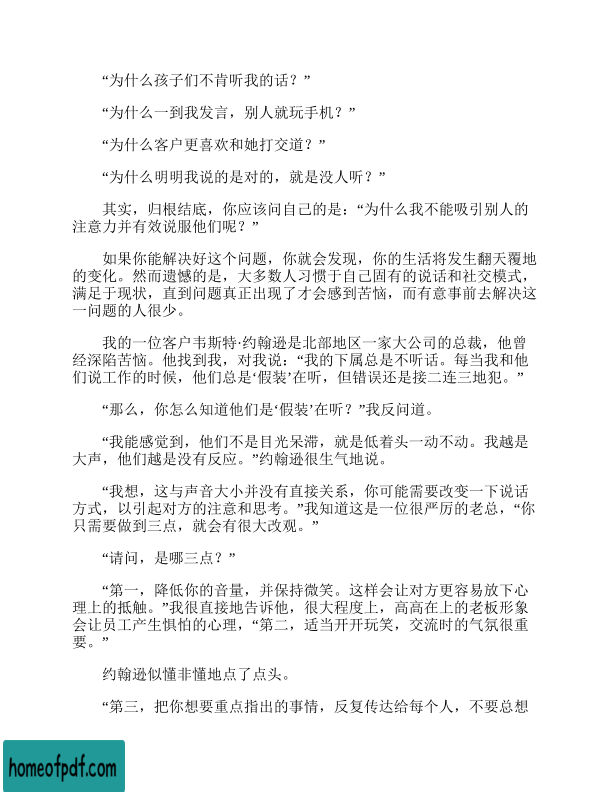 “为什么孩子们不肯听我的话？”
“为什么一到我发言，别人就玩手机？”
“为什么客户更喜欢和她打交道？”
“为什么明明我说的是对的，就是没人听？”
其实，归根结底，你应该问自己的是：“为什么我不能吸引别人的
注意力并有效说服他们呢？”
如果你能解决好这个问题，你就会发现，你的生活将发生翻天覆地
的变化。然而遗憾的是，大多数人习惯于自己固有的说话和社交模式，
满足于现状，直到问题真正出现了才会感到苦恼，而有意事前去解决这
一问题的人很少。
我的一位客户韦斯特·约翰逊是北部地区一家大公司的总裁，他曾
经深陷苦恼。他找到我，对我说：“我的下属总是不听话。每当我和他
们说工作的时候，他们总是‘假装’在听，但错误还是接二连三地犯。”
“那么，你怎么知道他们是‘假装’在听？”我反问道。
“我能感觉到，他们不是目光呆滞，就是低着头一动不动。我越是
大声，他们越是没有反应。”约翰逊很生气地说。
“我想，这与声音大小并没有直接关系，你可能需要改变一下说话
方式，以引起对方的注意和思考。”我知道这是一位很严厉的老总，“你
只需要做到三点，就会有很大改观。”
“请问，是哪三点？”
“第一，降低你的音量，并保持微笑。这样会让对方更容易放下心
理上的抵触。”我很直接地告诉他，很大程度上，高高在上的老板形象
会让员工产生惧怕的心理，“第二，适当开开玩笑，交流时的气氛很重
要。”
约翰逊似懂非懂地点了点头。
“第三，把你想要重点指出的事情，反复传达给每个人，不要总想
homeofpdf.com